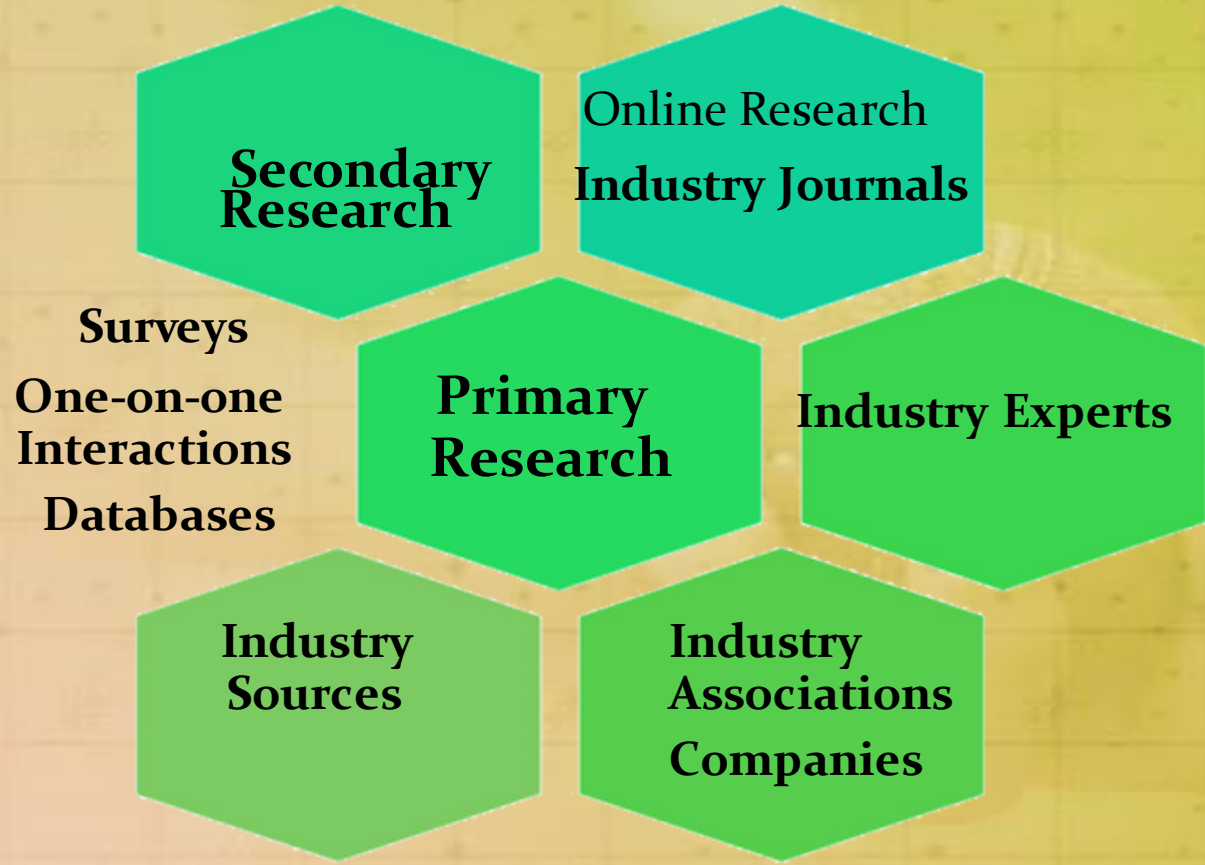 Secondary
Research
Online Research
Industry Journals
Surveys
One-on-one
Interactions
Databases
Primary
Research
Industry Experts
Industry
Sources
Industry
Associations
Companies